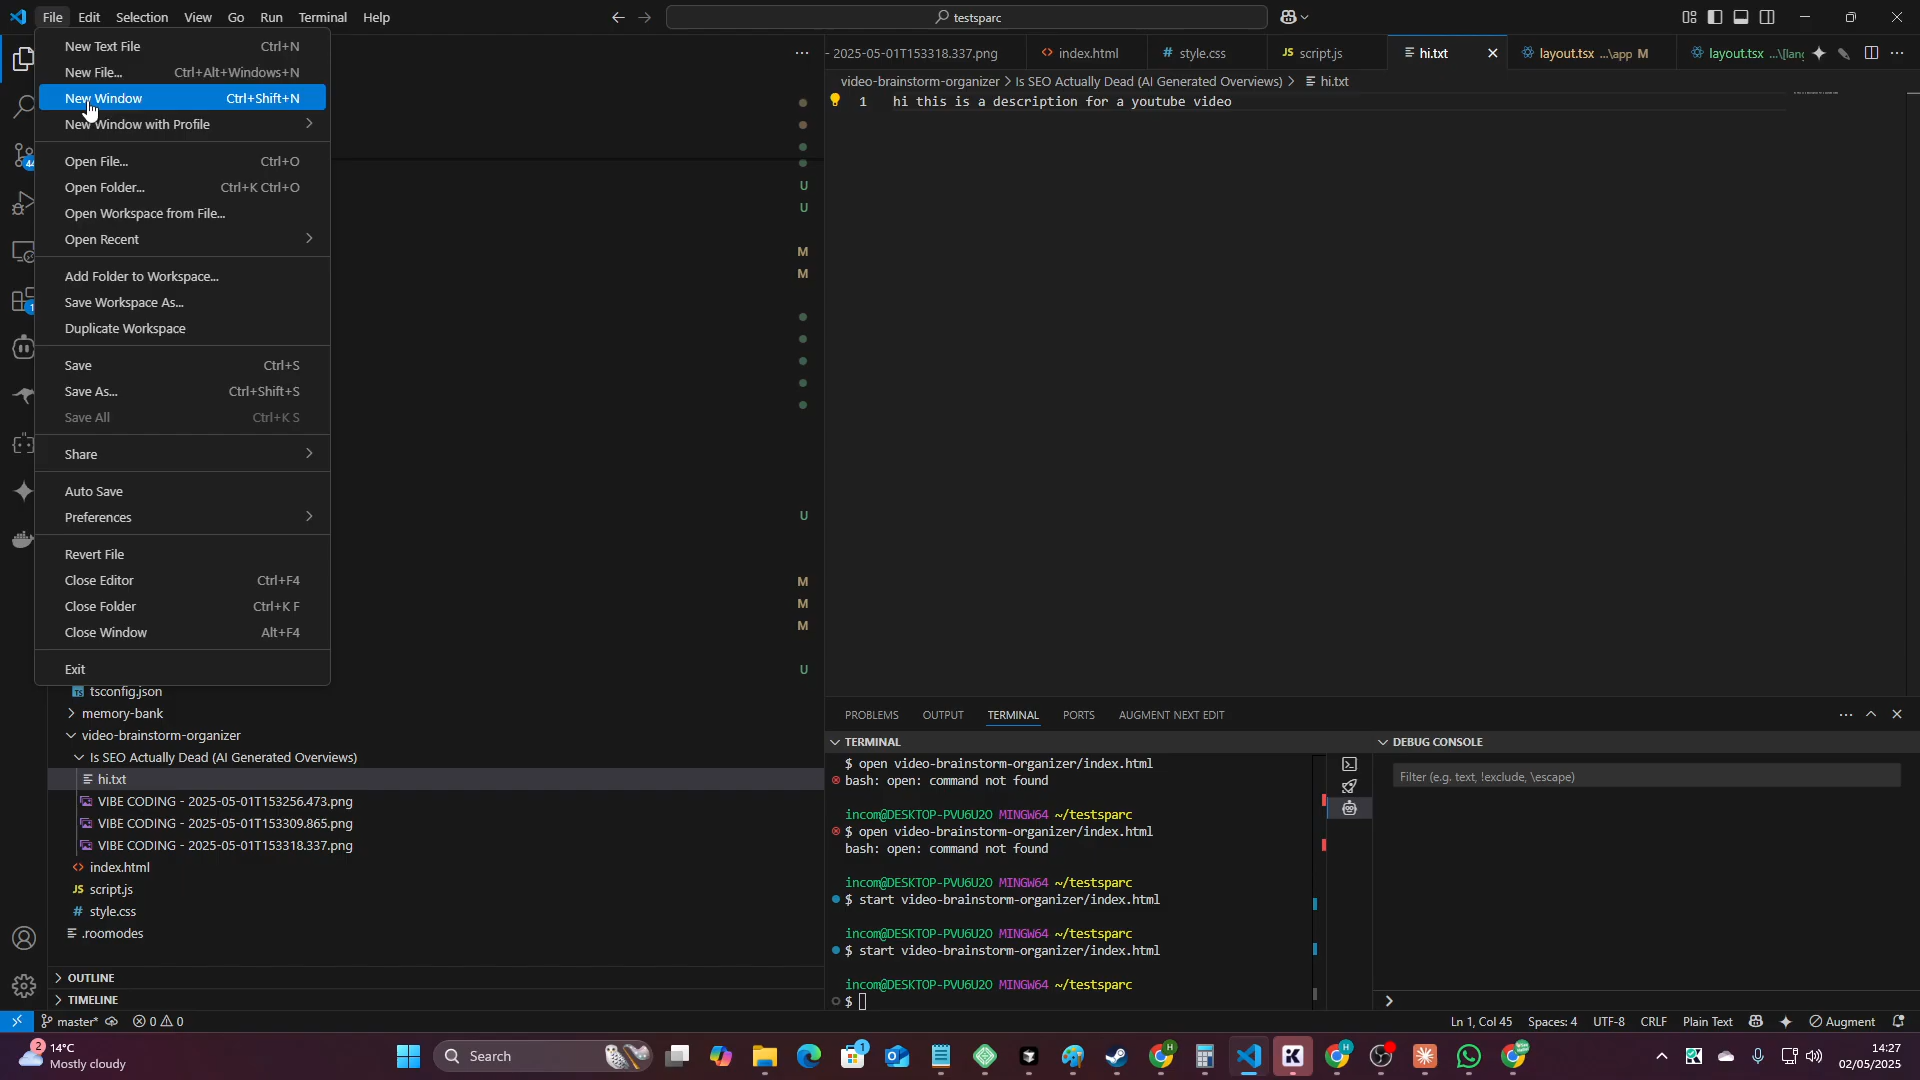 File Edit Selection View Go Run Terminal Help
testsparc
New Text File Ctrl+N
New File... Ctrl+Alt+Windows+N
New Window Ctrl+Shift+N
New Window with Profile
Open File... Ctrl+O
Open Folder... Ctrl+K Ctrl+O
Open Workspace from File...
Open Recent
Add Folder to Workspace...
Save Workspace As...
Duplicate Workspace
Save Ctrl+S
Save As... Ctrl+Shift+S
Save All Ctrl+K S
Share
Auto Save
Preferences
Revert File
Close Editor Ctrl+F4
Close Folder Ctrl+K F
Close Window Alt+F4
Exit
44
1
U
U
M
M
U
M
M
M
U
TS tsconfig.json
memory-bank
video-brainstorm-organizer
Is SEO Actually Dead (AI Generated Overviews)
hi.txt
VIBE CODING - 2025-05-01T153256.473.png
VIBE CODING - 2025-05-01T153309.865.png
VIBE CODING - 2025-05-01T153318.337.png
<> index.html
JS script.js
# style.css
.roomodes
OUTLINE
TIMELINE
- 2025-05-01T153318.337.png <> index.html # style.css JS script.js hi.txt layout.tsx ...\app M layout.tsx ...\[lang
video-brainstorm-organizer > Is SEO Actually Dead (AI Generated Overviews) > hi.txt
1 hi this is a description for a youtube video
PROBLEMS OUTPUT TERMINAL PORTS AUGMENT NEXT EDIT
TERMINAL
$ open video-brainstorm-organizer/index.html
bash: open: command not found
incom@DESKTOP-PVU6U2O MINGW64 ~/testsparc
$ open video-brainstorm-organizer/index.html
bash: open: command not found
incom@DESKTOP-PVU6U2O MINGW64 ~/testsparc
$ start video-brainstorm-organizer/index.html
incom@DESKTOP-PVU6U2O MINGW64 ~/testsparc
$ start video-brainstorm-organizer/index.html
incom@DESKTOP-PVU6U2O MINGW64 ~/testsparc
$
DEBUG CONSOLE
Filter (e.g. text, !exclude, \escape)
master* 0 0
Ln 1, Col 45 Spaces: 4 UTF-8 CRLF Plain Text Augment
2
14°C
Mostly cloudy
Search
1
H
K
H
14:27
02/05/2025